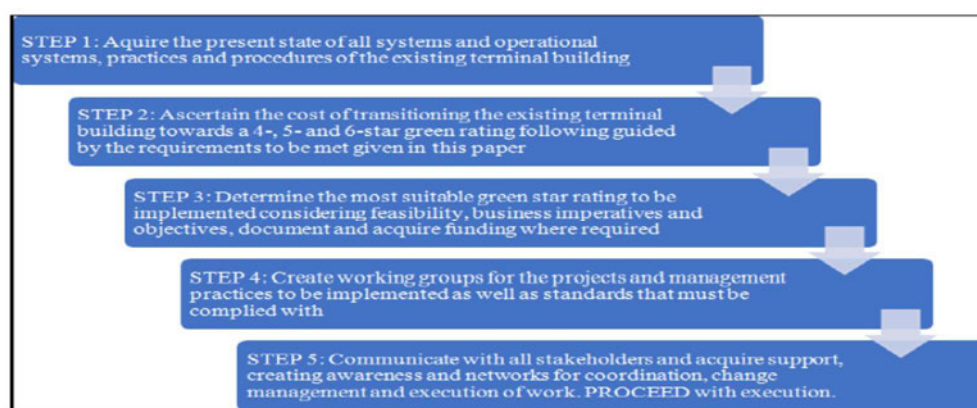 STEP 1: Aquire the present state of all systems and operational
systems, practices and procedures of the existing terminal building
STEP 2: Ascertain the cost of transitioning the existing terminal
building towards a 4-, 5- and 6-star green rating following guided
by the requirements to be met given in this paper
STEP 3: Determine the most suitable green star rating to be
implemented considering feasibility, business imperatives and
objectives, document and acquire funding where required
STEP 4: Create working groups for the projects and management
practices to be implemented as well as standards that must be
complied with
STEP 5: Communicate with all stakeholders and acquire support,
creating awareness and networks for coordination, change
management and execution of work. PROCEED with execution.